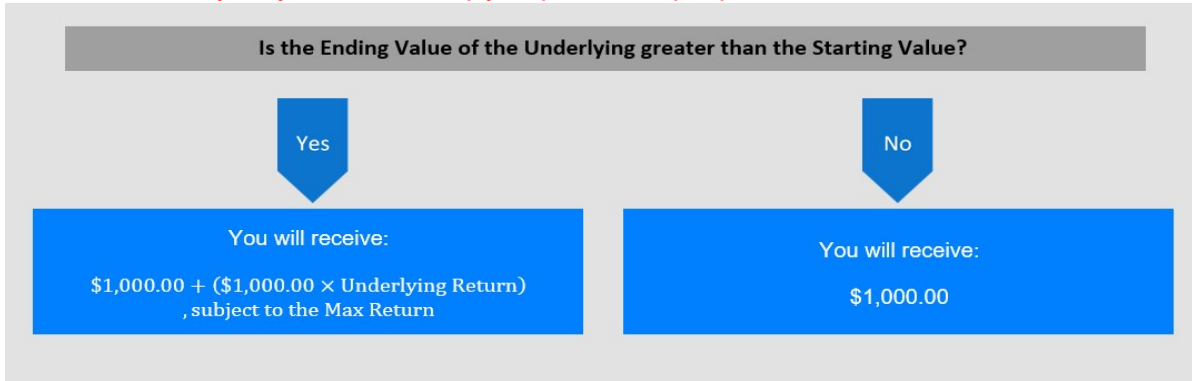 Is the Ending Value of the Underlying greater than the Starting Value?
Yes
No
You will receive:
$1,000.00 + ($1,000.00 × Underlying Return)
, subject to the Max Return
You will receive:
$1,000.00